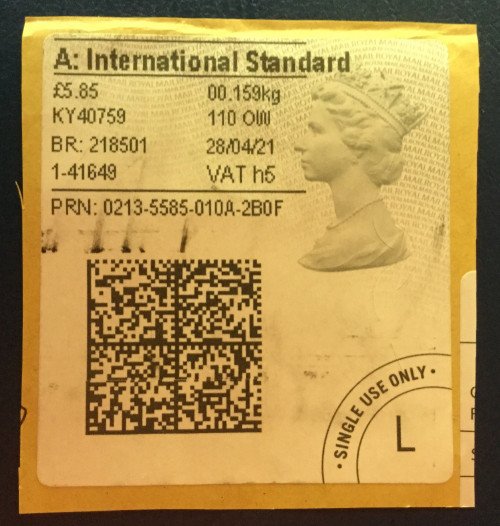 A: International Standard
£5.85 00.159kg
KY40759 110 OW
BR: 218501 28/04/21
1-41649 VAT h5
PRN: 0213-5585-010A-2B0F
• SINGLE USE ONLY •
L